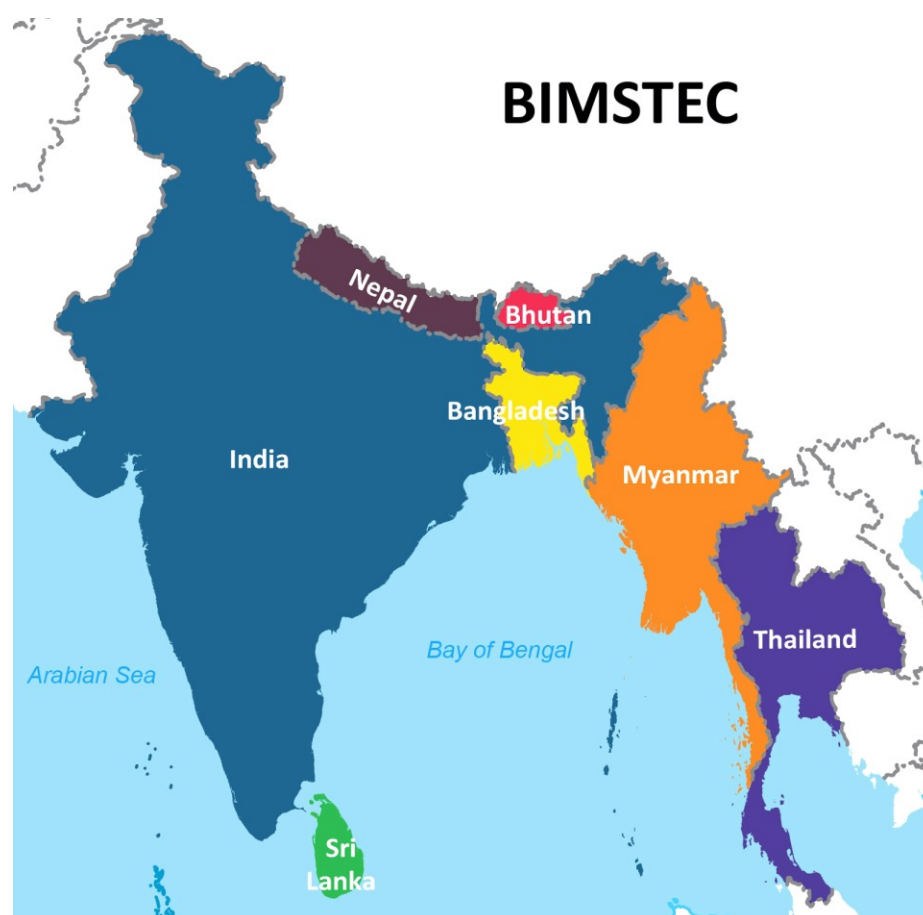 BIMSTEC
Nepal
Bhutan
Bangladesh
India
Myanmar
Thailand
Bay of Bengal
Arabian Sea
Sri
Lanka